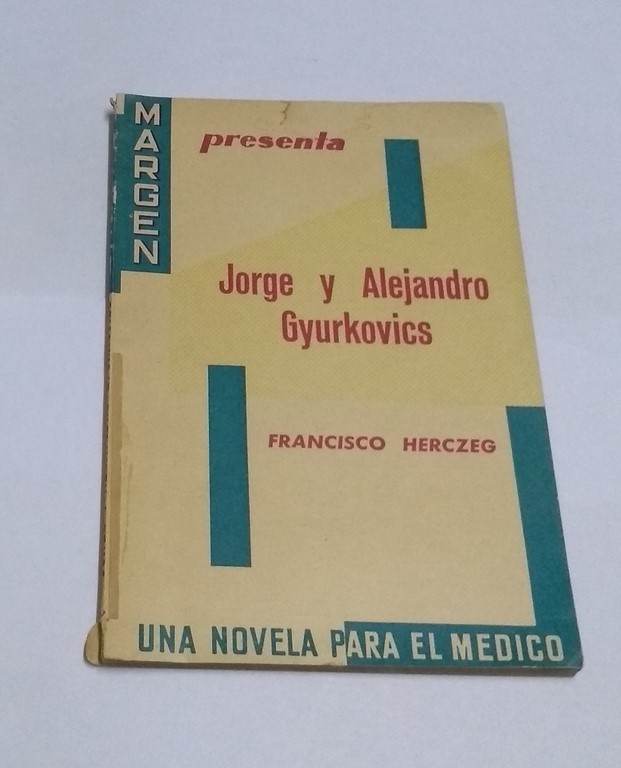 MARGEN
presenta
Jorge y Alejandro
Gyurkovics
FRANCISCO HERCZEG
UNA NOVELA PARA EL MEDICO